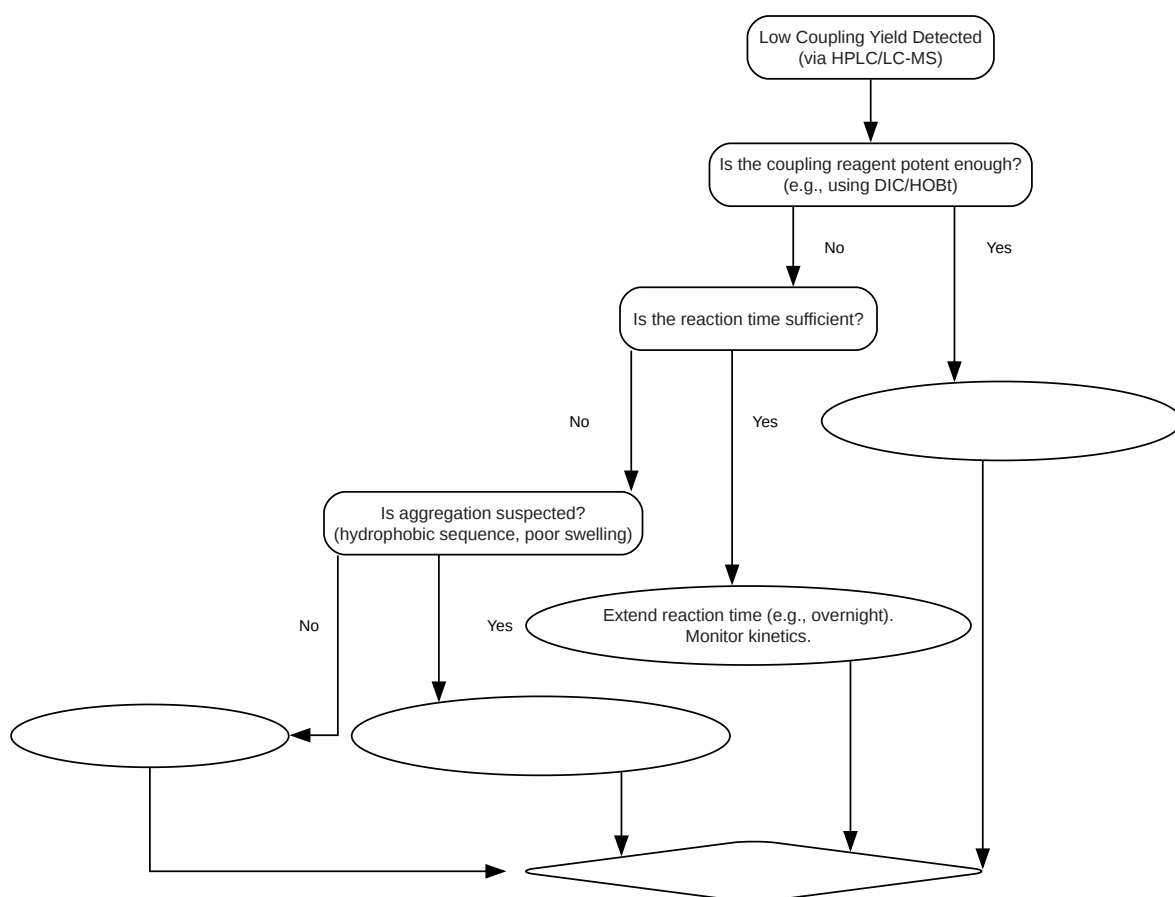 Low Coupling Yield Detected
(via HPLC/LC-MS)
Is the coupling reagent potent enough?
(e.g., using DIC/HOBt)
No
Yes
Is the reaction time sufficient?
No
Yes
Is aggregation suspected?
(hydrophobic sequence, poor swelling)
Extend reaction time (e.g., overnight).
Monitor kinetics.
No
Yes